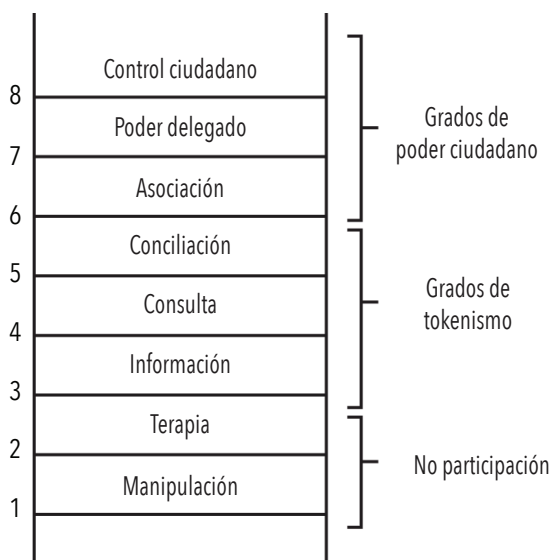 Control ciudadano
8
Poder delegado
7
Asociación
6
Conciliación
5
Consulta
4
Información
3
Terapia
2
Manipulación
1
Grados de
poder ciudadano
Grados de
tokenismo
No participación